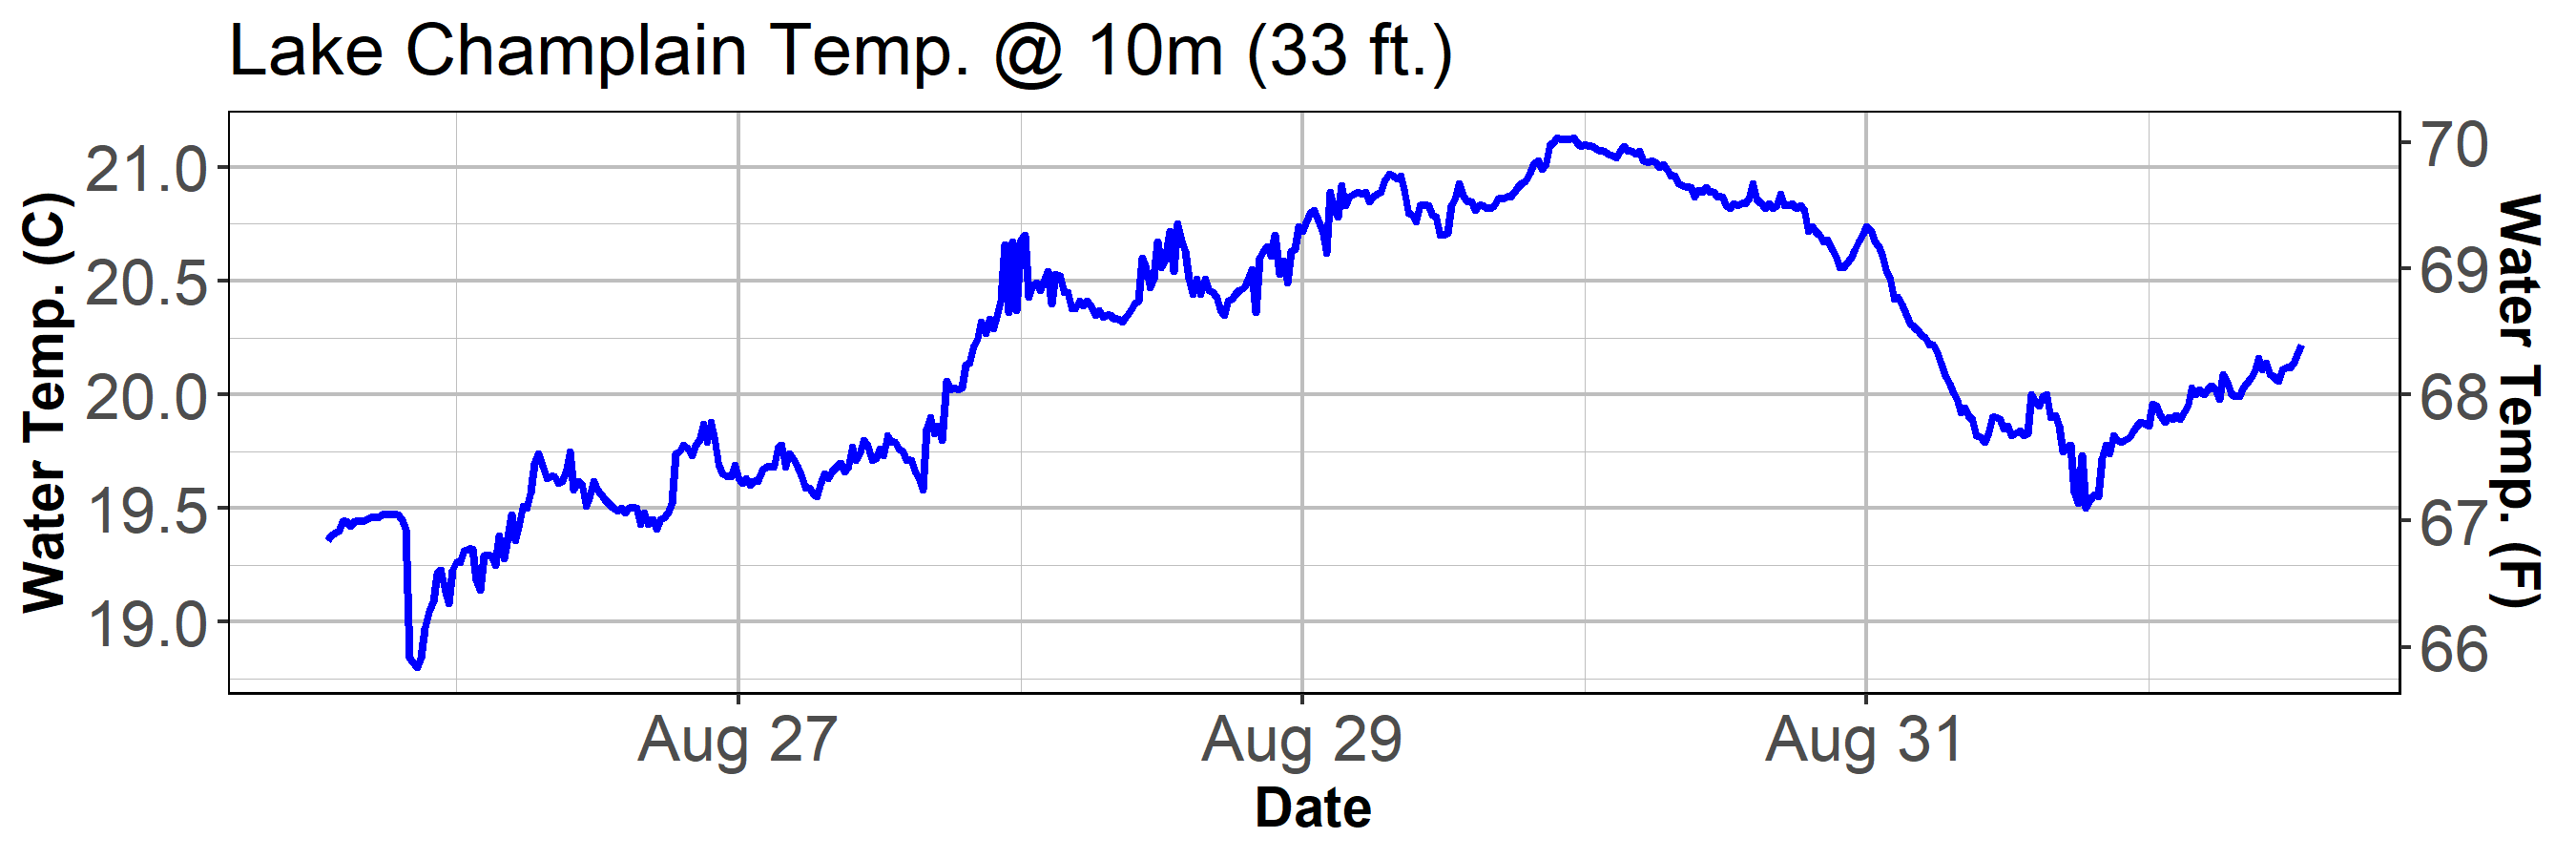 Lake Champlain Temp. @ 10m (33 ft.)
Water Temp. (C)
21.0
20.5
20.0
19.5
19.0
70
69
68
67
66
Water Temp. (F)
Aug 27
Aug 29
Aug 31
Date